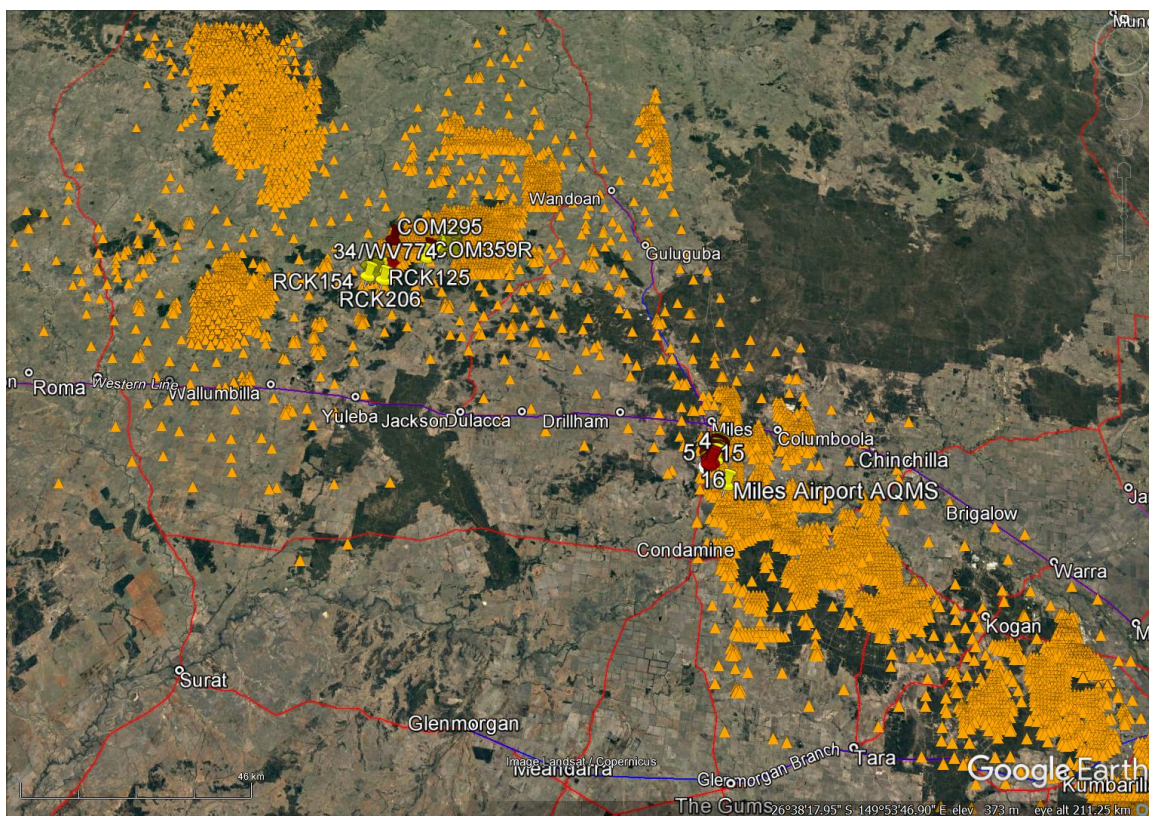 Wandoan
COM295
34/WV774
COM359R
Guluguba
RCK154
RCK125
RCK206
Roma
Western Line
Wallumbilla
Yuleba
Jackson
Dulacca
Drillham
Miles
Columboola
4
5
15
Chinchilla
16
Miles Airport AQMS
Brigalow
Condamine
Warra
Kogan
Surat
Glenmorgan
Image Landsat / Copernicus
Meandarra
Glenmorgan Branch
Tara
Google Earth
46 km
The Gums
26°38'17.95" S 149°53'46.90" E elev 373 m eye alt 211.25 km